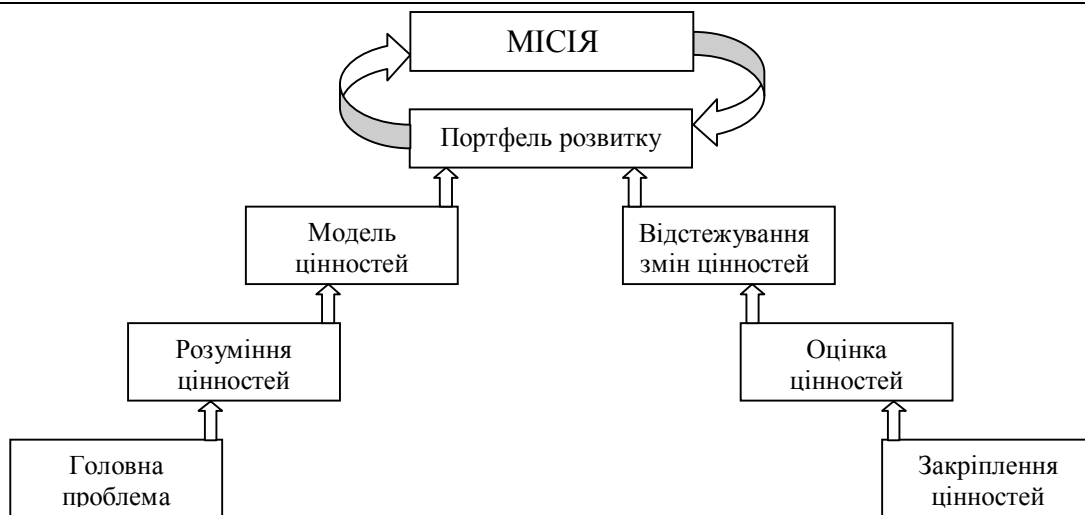 МІСІЯ
Портфель розвитку
Модель
цінностей
Відстежування
змін цінностей
Розуміння
цінностей
Оцінка
цінностей
Головна
проблема
Закріплення
цінностей